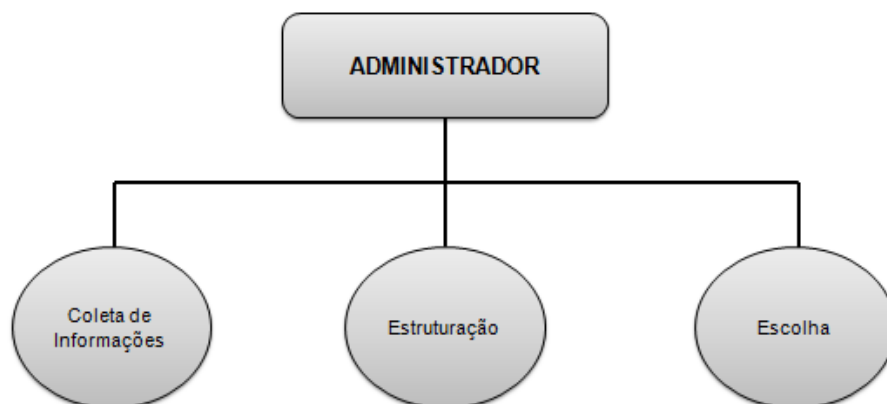 ADMINISTRADOR
Coleta de
Informações
Estruturação
Escolha